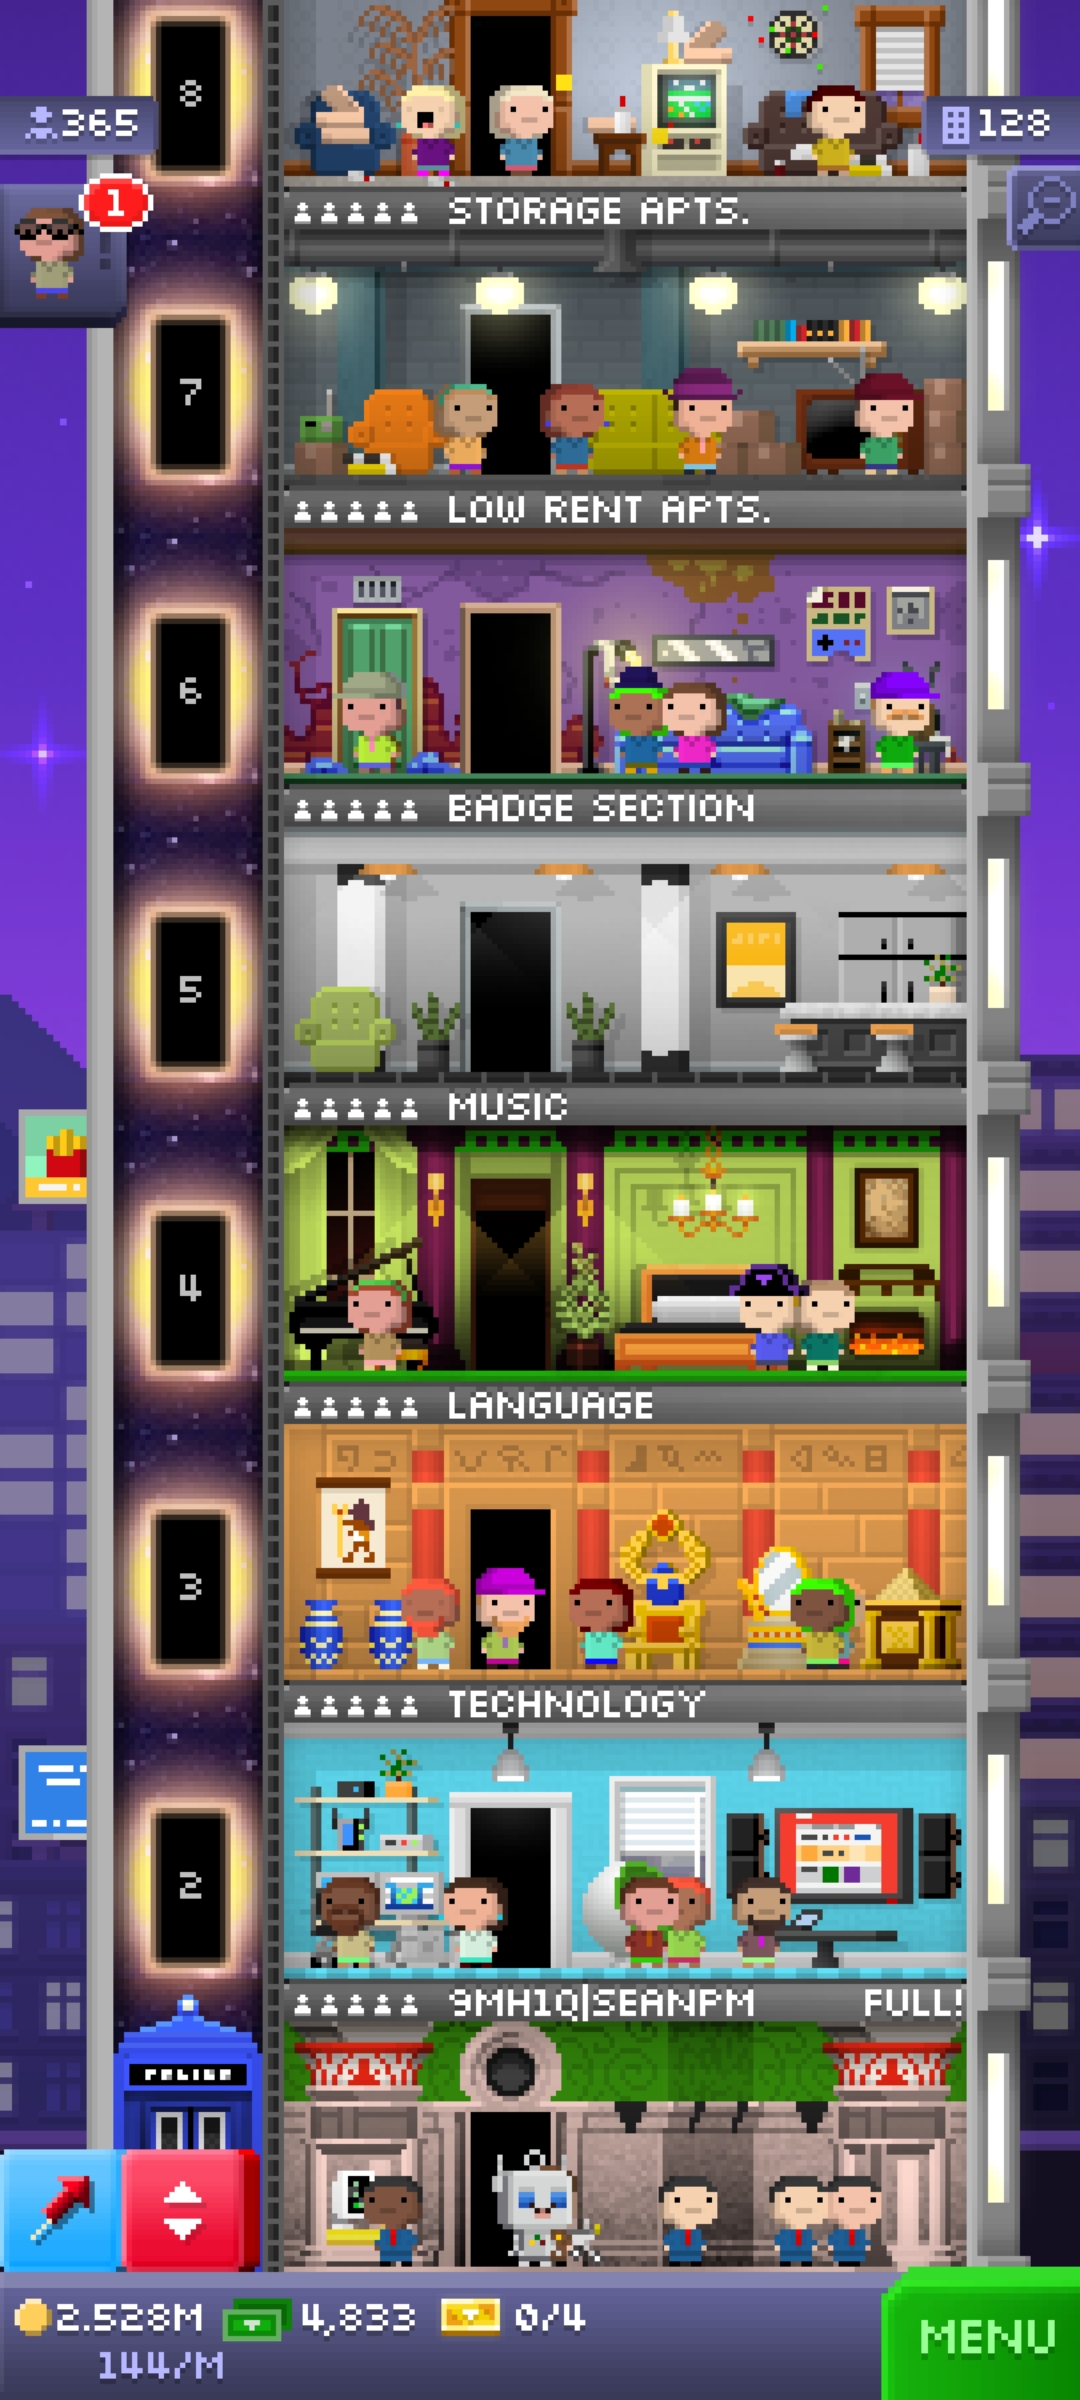 8
365
128
1
STORAGE APTS.
7
LOW RENT APTS.
6
BADGE SECTION
5
MUSIC
4
LANGUAGE
3
TECHNOLOGY
2
9MH1Q|SEANPM FULL!
POLICE
2.528M 4,833 0/4
144/M
MENU